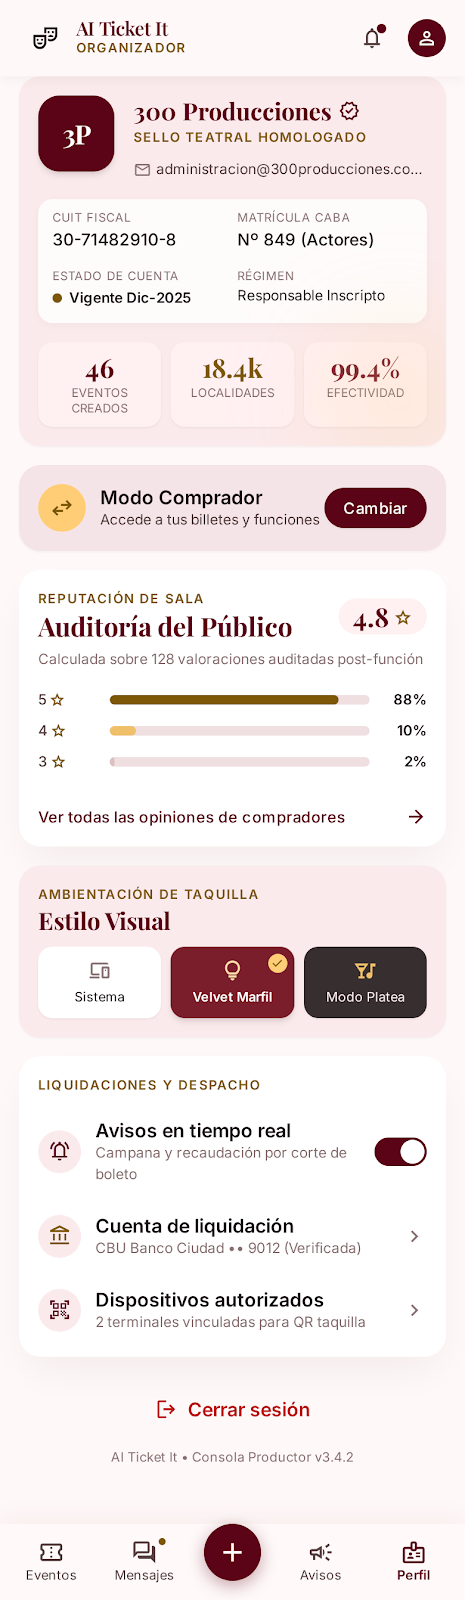 AI Ticket It
ORGANIZADOR
3P
300 Producciones
SELLO TEATRAL HOMOLOGADO
administracion@300producciones.co...
CUIT FISCAL
30-71482910-8
MATRÍCULA CABA
Nº 849 (Actores)
ESTADO DE CUENTA
Vigente Dic-2025
RÉGIMEN
Responsable Inscripto
46
EVENTOS
CREADOS
18.4k
LOCALIDADES
99.4%
EFECTIVIDAD
Modo Comprador
Accede a tus billetes y funciones
Cambiar
REPUTACIÓN DE SALA
Auditoría del Público
4.8
Calculada sobre 128 valoraciones auditadas post-función
5 88%
4 10%
3 2%
Ver todas las opiniones de compradores
AMBIENTACIÓN DE TAQUILLA
Estilo Visual
Sistema
Velvet Marfil
Modo Platea
LIQUIDACIONES Y DESPACHO
Avisos en tiempo real
Campana y recaudación por corte de
boleto
Cuenta de liquidación
CBU Banco Ciudad •• 9012 (Verificada)
Dispositivos autorizados
2 terminales vinculadas para QR taquilla
Cerrar sesión
AI Ticket It • Consola Productor v3.4.2
Eventos
Mensajes
Avisos
Perfil